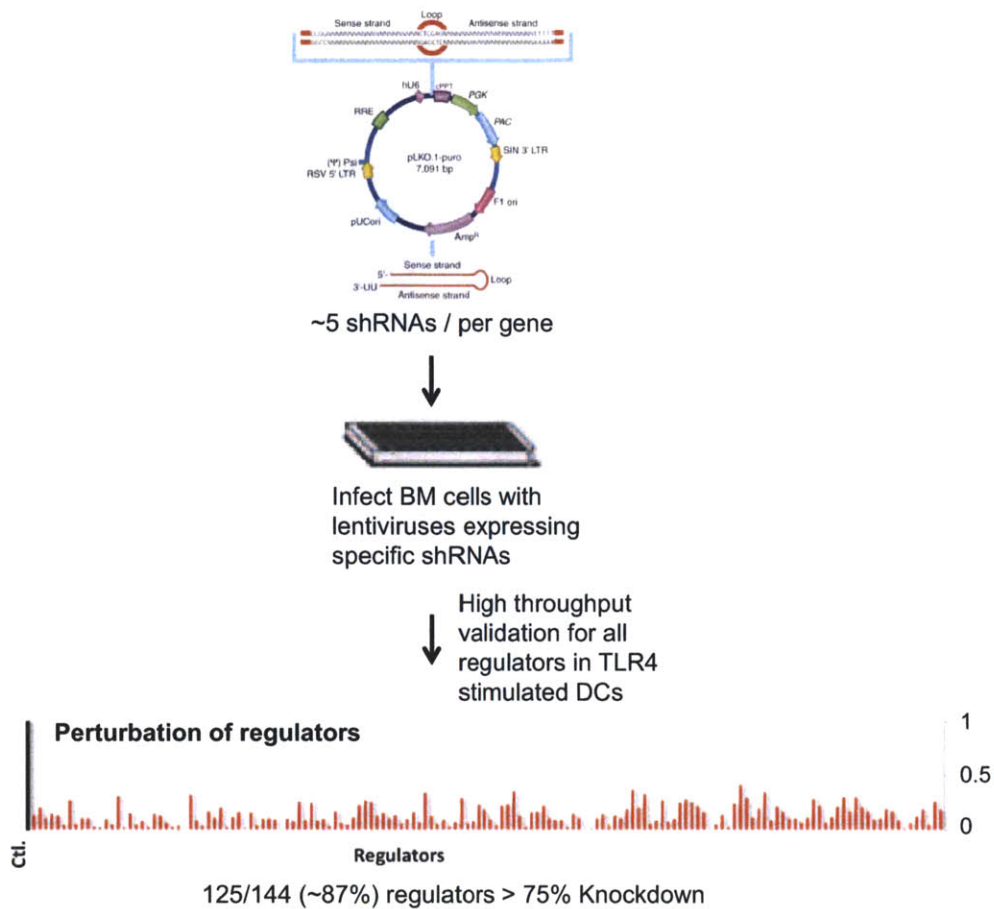 Loop
Sense strand
Antisense strand
hU6
cPPT
PGK
RRE
PAC
(Ψ) Psi
RSV 5' LTR
pLKO.1-puro
7,091 bp
SIN 3' LTR
pUCori
F1 ori
Ampᴿ
Sense strand
5'-
Loop
3'-UU
Antisense strand
~5 shRNAs / per gene
Infect BM cells with
lentiviruses expressing
specific shRNAs
High throughput
validation for all
regulators in TLR4
stimulated DCs
Perturbation of regulators
1
0.5
0
Ctl.
Regulators
125/144 (~87%) regulators > 75% Knockdown